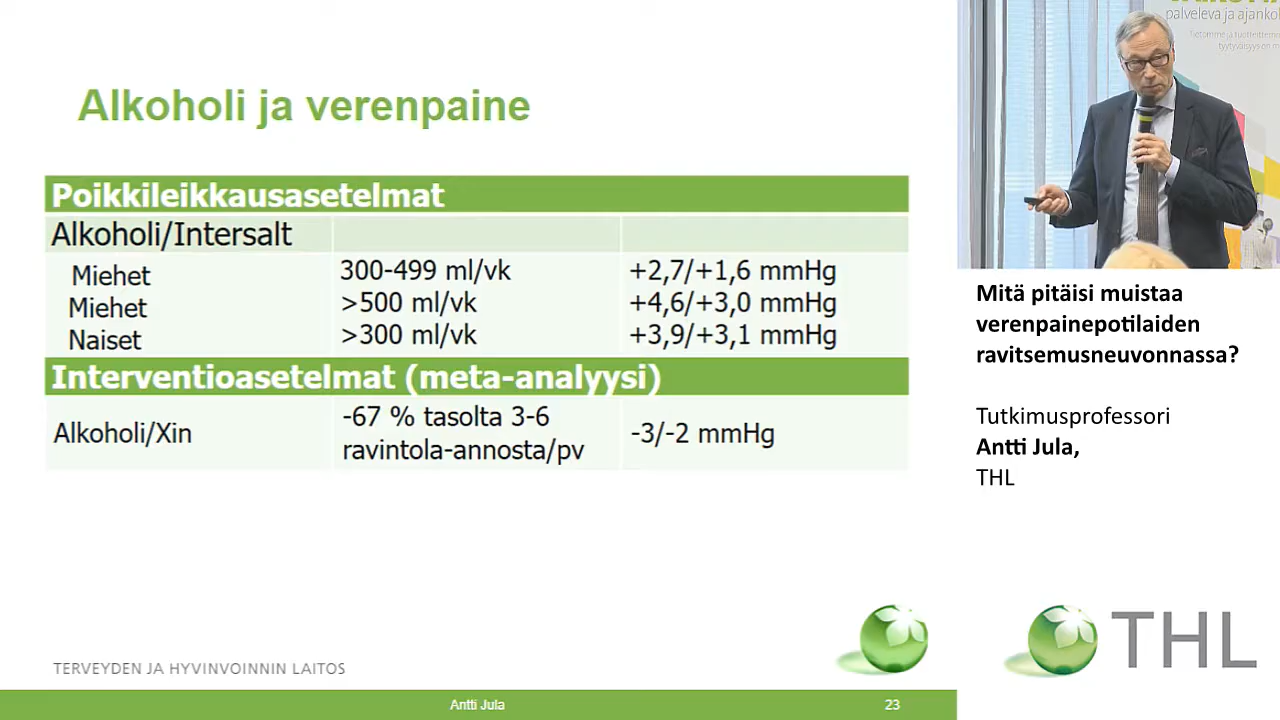 Alkoholi ja verenpaine
Poikkileikkausasetelmat
Alkoholi/Intersalt
Miehet 300-499 ml/vk +2,7/+1,6 mmHg
Miehet >500 ml/vk +4,6/+3,0 mmHg
Naiset >300 ml/vk +3,9/+3,1 mmHg
Interventioasetelmat (meta-analyysi)
Alkoholi/Xin -67 % tasolta 3-6 ravintola-annosta/pv -3/-2 mmHg
TERVEYDEN JA HYVINVOINNIN LAITOS
Antti Jula 23
palveleva ja ajankoh
Mitä pitäisi muistaa
verenpainepotilaiden
ravitsemusneuvonnassa?
Tutkimusprofessori
Antti Jula,
THL
THL